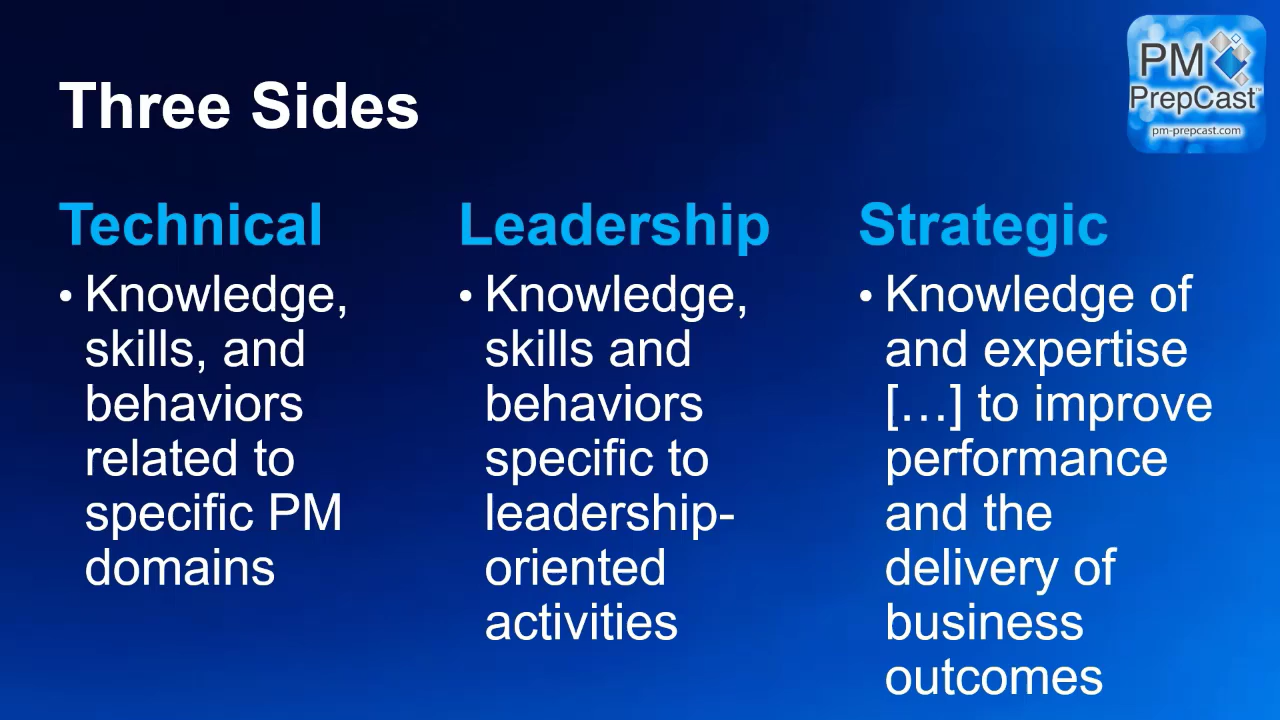 PM
PrepCast™
pm-prepcast.com
Three Sides
Technical
• Knowledge,
skills, and
behaviors
related to
specific PM
domains
Leadership
• Knowledge,
skills and
behaviors
specific to
leadership-
oriented
activities
Strategic
• Knowledge of
and expertise
[…] to improve
performance
and the
delivery of
business
outcomes